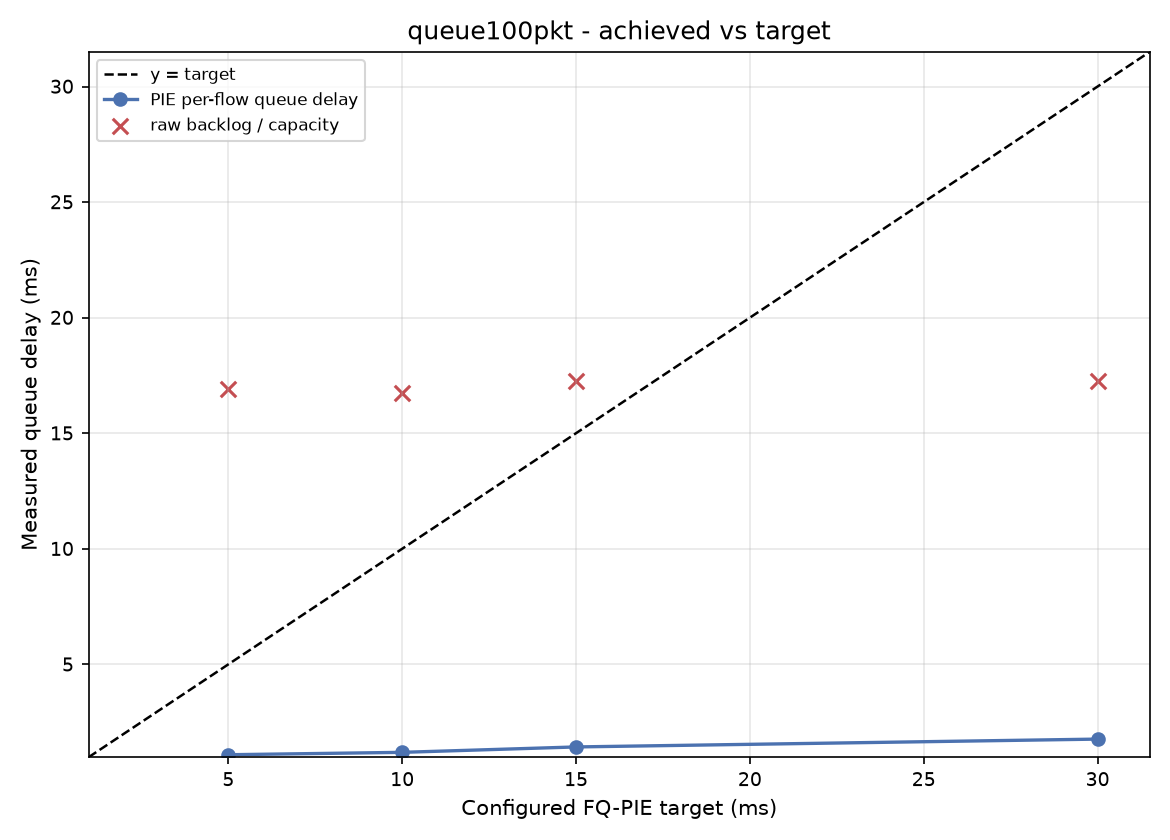 queue100pkt - achieved vs target
y = target
PIE per-flow queue delay
raw backlog / capacity
Measured queue delay (ms)
30
25
20
15
10
5
5 10 15 20 25 30
Configured FQ-PIE target (ms)